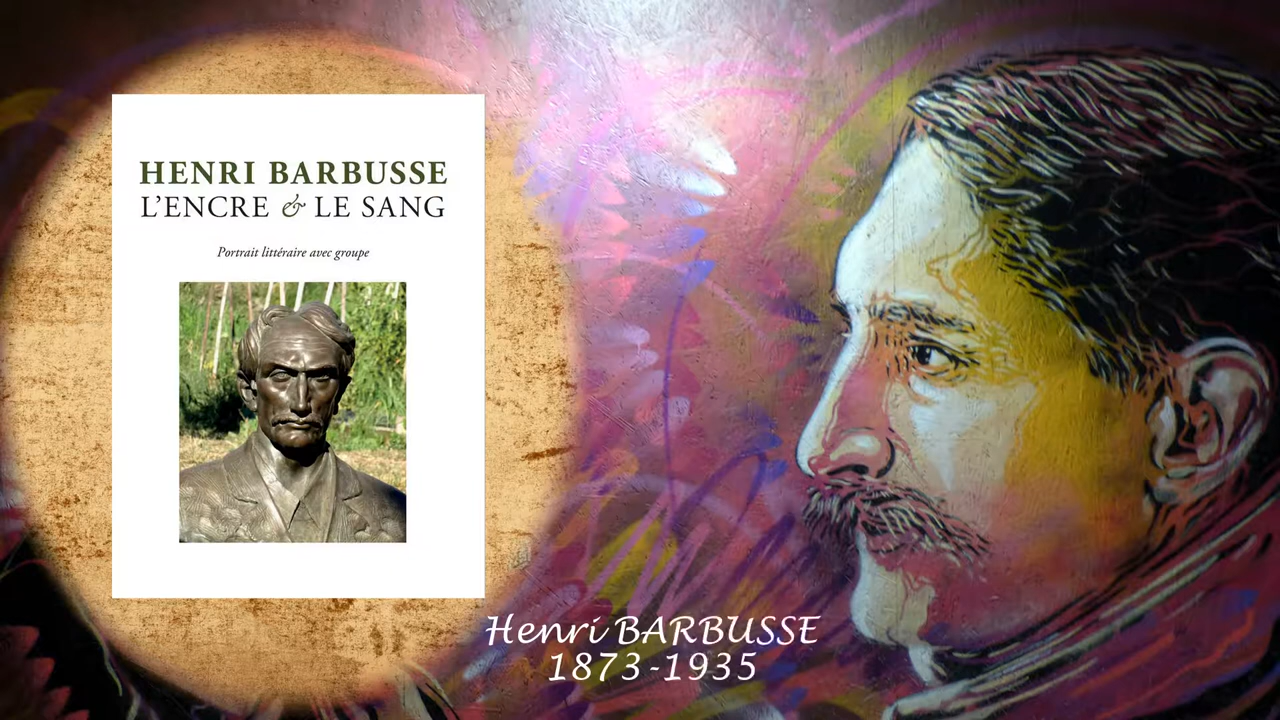 HENRI BARBUSSE
L'ENCRE & LE SANG
Portrait littéraire avec groupe
Henri BARBUSSE
1873-1935